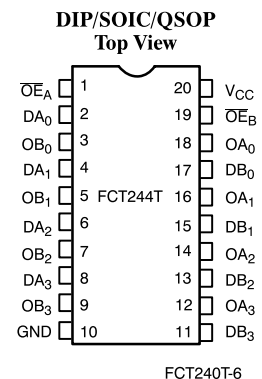 DIP/SOIC/QSOP
Top View
O̅E̅A 1 20 VCC
DA0 2 19 O̅E̅B
OB0 3 18 OA0
DA1 4 17 DB0
OB1 5 FCT244T 16 OA1
DA2 6 15 DB1
OB2 7 14 OA2
DA3 8 13 DB2
OB3 9 12 OA3
GND 10 11 DB3
FCT240T-6